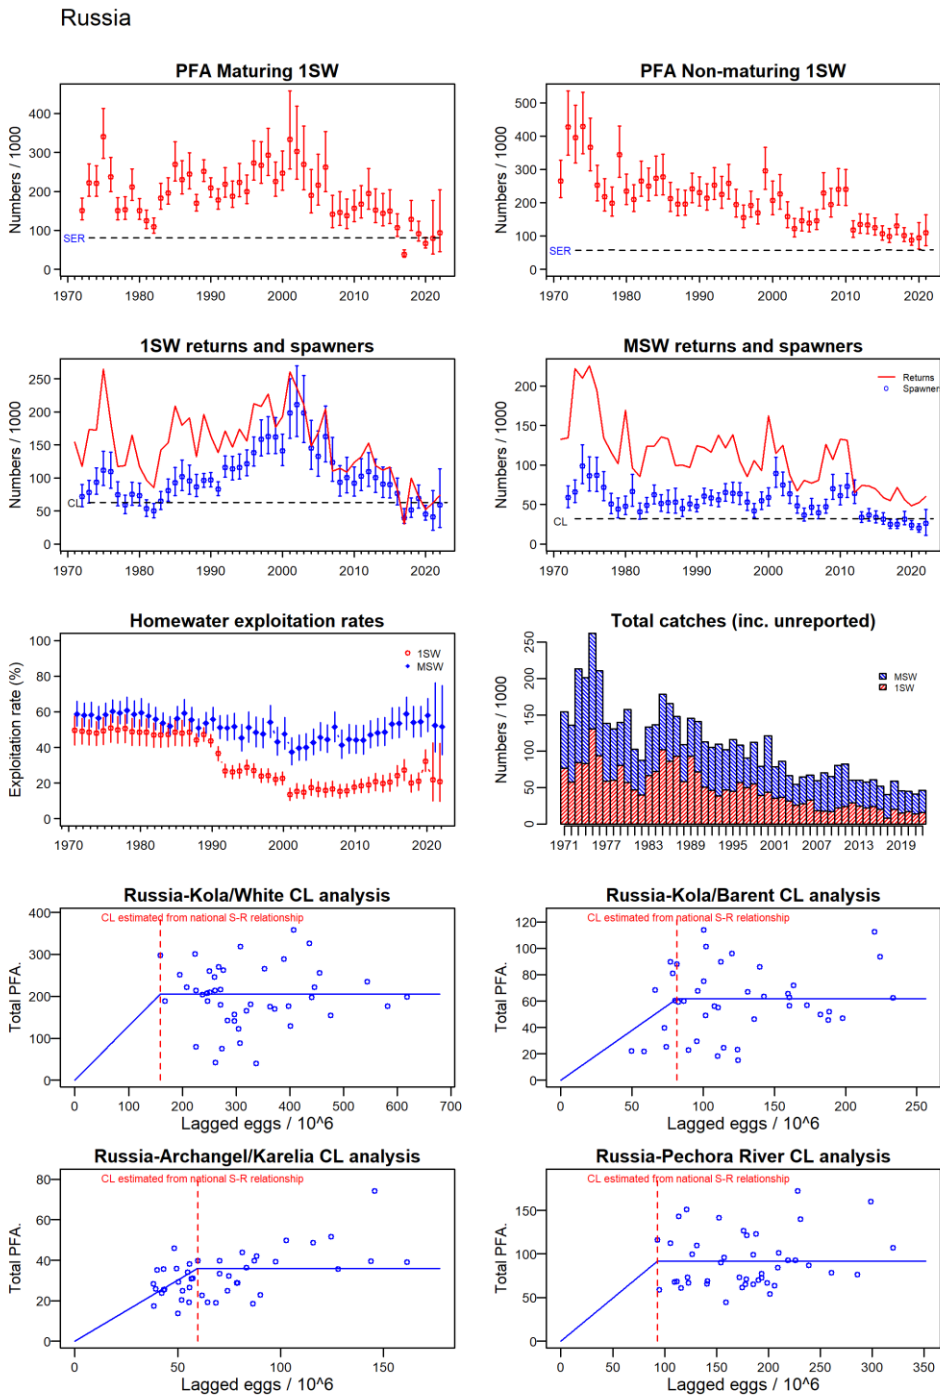 Russia
PFA Maturing 1SW
Numbers / 1000
400
300
200
100
0
SER
1970 1980 1990 2000 2010 2020
PFA Non-maturing 1SW
Numbers / 1000
500
400
300
200
100
0
SER
1970 1980 1990 2000 2010 2020
1SW returns and spawners
Numbers / 1000
250
200
150
100
50
0
CL
1970 1980 1990 2000 2010 2020
MSW returns and spawners
Numbers / 1000
200
150
100
50
0
CL
Returns
Spawner
1970 1980 1990 2000 2010 2020
Homewater exploitation rates
Exploitation rate (%)
100
80
60
40
20
0
1SW
MSW
1970 1980 1990 2000 2010 2020
Total catches (inc. unreported)
Numbers / 1000
250
200
150
100
50
0
MSW
1SW
1971 1977 1983 1989 1995 2001 2007 2013 2019
Russia-Kola/White CL analysis
CL estimated from national S-R relationship
Total PFA.
400
300
200
100
0
0 100 200 300 400 500 600 700
Lagged eggs / 10^6
Russia-Kola/Barent CL analysis
CL estimated from national S-R relationship
Total PFA.
120
100
80
60
40
20
0
0 50 100 150 200 250
Lagged eggs / 10^6
Russia-Archangel/Karelia CL analysis
CL estimated from national S-R relationship
Total PFA.
80
60
40
20
0
0 50 100 150
Lagged eggs / 10^6
Russia-Pechora River CL analysis
CL estimated from national S-R relationship
Total PFA.
150
100
50
0
0 50 100 150 200 250 300 350
Lagged eggs / 10^6